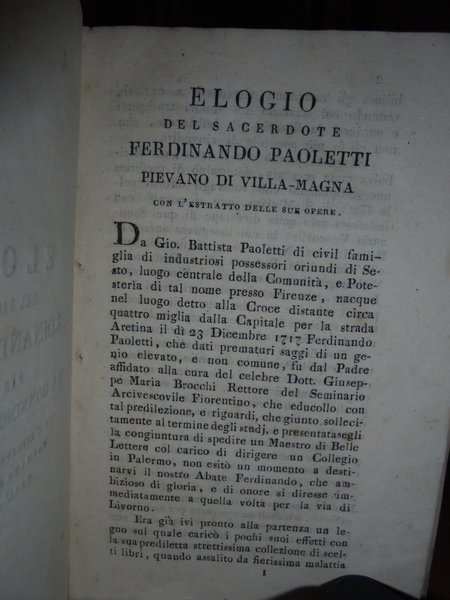 ELOGIO
DEL SACERDOTE
FERDINANDO PAOLETTI
PIEVANO DI VILLA-MAGNA
CON L'ESTRATTO DELLE SUE OPERE.
Da Gio. Battista Paoletti di civil fami-
glia di industriosi possessori oriundi di Se-
sto, luogo centrale della Comunità, e Pote-
steria di tal nome presso Firenze, nacque
nel luogo detto alla Croce distante circa
quattro miglia dalla Capitale per la strada
Aretina il dì 23 Dicembre 1717 Ferdinando
Paoletti, che dati prematuri saggi di un ge-
nio elevato, e non comune, fu dal Padre
affidato alla cura del celebre Dott. Giusep-
pe Maria Brocchi Rettore del Seminario
Arcivescovile Fiorentino, che educollo con
tal predilezione, e riguardi, che giunto solleci-
tamente al termine degli studj, e presentatasegli
la congiuntura di spedire un Maestro di Belle
Lettere col carico di dirigere un Collegio
in Palermo, non esitò un momento a desti-
narvi il nostro Abate Ferdinando, che am-
bizioso di gloria, e di onore si diresse im-
mediatamente a quella volta per la via di
Livorno.
Era già ivi pronto alla partenza un le-
gno sul quale caricò i pochi suoi effetti con
la sua prediletta strettissima collezione di scel-
ti libri, quando assalito da fierissima malattia
1